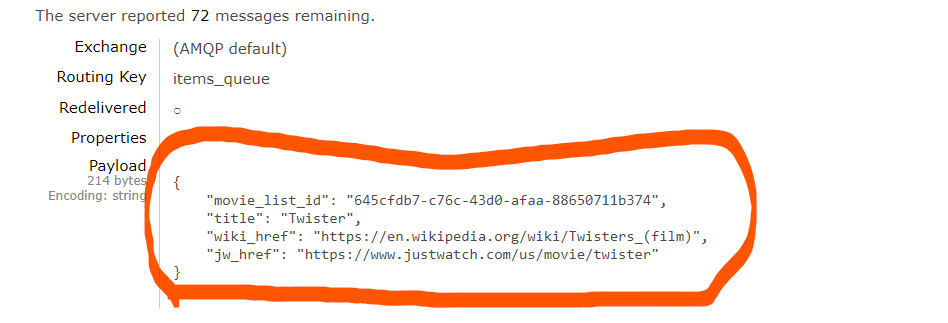 The server reported 72 messages remaining.
Exchange (AMQP default)
Routing Key items_queue
Redelivered ○
Properties
Payload
214 bytes
Encoding: string
{
    "movie_list_id": "645cfdb7-c76c-43d0-afaa-88650711b374",
    "title": "Twister",
    "wiki_href": "https://en.wikipedia.org/wiki/Twisters_(film)",
    "jw_href": "https://www.justwatch.com/us/movie/twister"
}